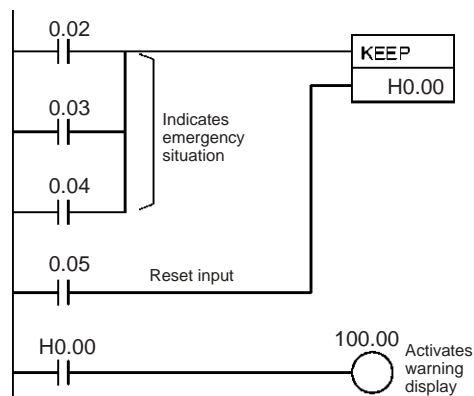 0.02
KEEP
H0.00
0.03
Indicates
emergency
situation
0.04
0.05
Reset input
H0.00
100.00
Activates
warning
display